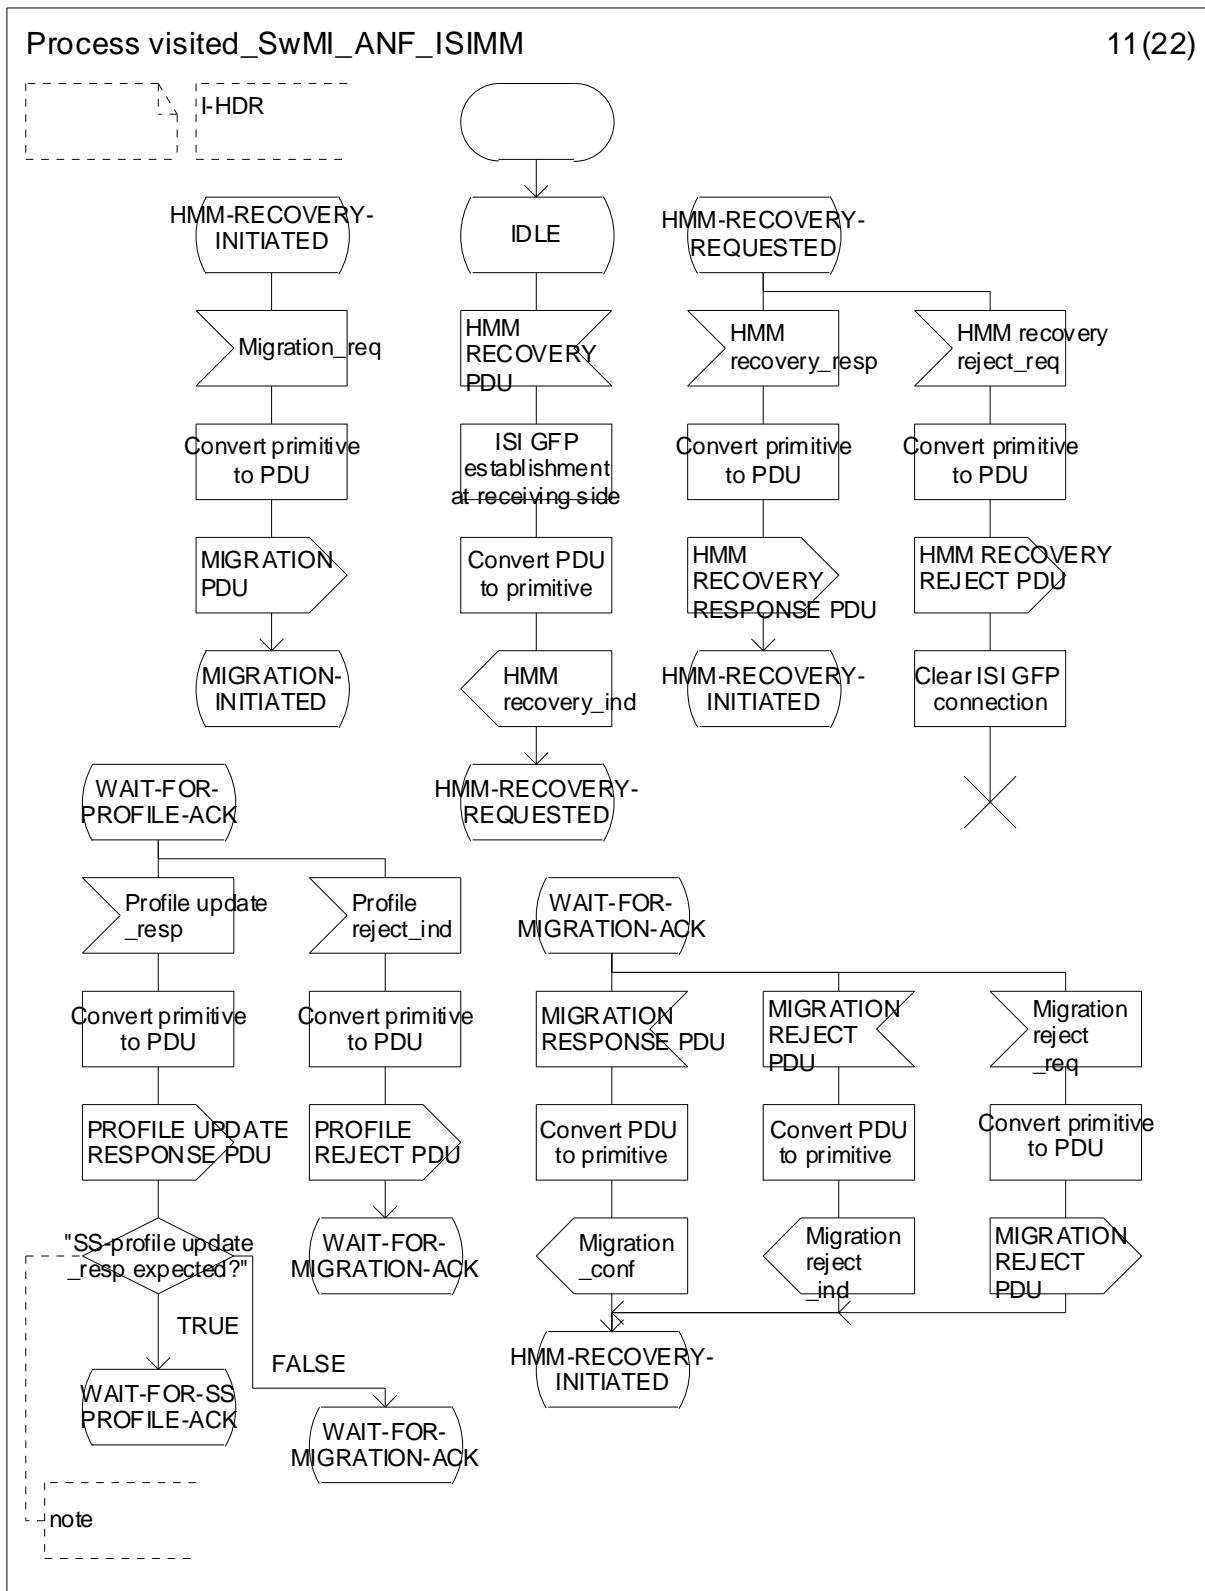 Process visited_SwMI_ANF_ISIMM
11(22)
I-HDR
HMM-RECOVERY-
INITIATED
Migration_req
Convert primitive
to PDU
MIGRATION
PDU
MIGRATION-
INITIATED
IDLE
HMM
RECOVERY
PDU
ISI GFP
establishment
at receiving side
Convert PDU
to primitive
HMM
recovery_ind
HMM-RECOVERY-
REQUESTED
HMM-RECOVERY-
REQUESTED
HMM
recovery_resp
Convert primitive
to PDU
HMM
RECOVERY
RESPONSE PDU
HMM-RECOVERY-
INITIATED
HMM recovery
reject_req
Convert primitive
to PDU
HMM RECOVERY
REJECT PDU
Clear ISI GFP
connection
WAIT-FOR-
PROFILE-ACK
Profile update
_resp
Convert primitive
to PDU
PROFILE UPDATE
RESPONSE PDU
"SS-profile update
_resp expected?"
TRUE
FALSE
WAIT-FOR-SS
PROFILE-ACK
WAIT-FOR-
MIGRATION-ACK
note
Profile
reject_ind
Convert primitive
to PDU
PROFILE
REJECT PDU
WAIT-FOR-
MIGRATION-ACK
WAIT-FOR-
MIGRATION-ACK
MIGRATION
RESPONSE PDU
Convert PDU
to primitive
Migration
_conf
HMM-RECOVERY-
INITIATED
MIGRATION
REJECT
PDU
Convert PDU
to primitive
Migration
reject
_ind
Migration
reject
_req
Convert primitive
to PDU
MIGRATION
REJECT
PDU